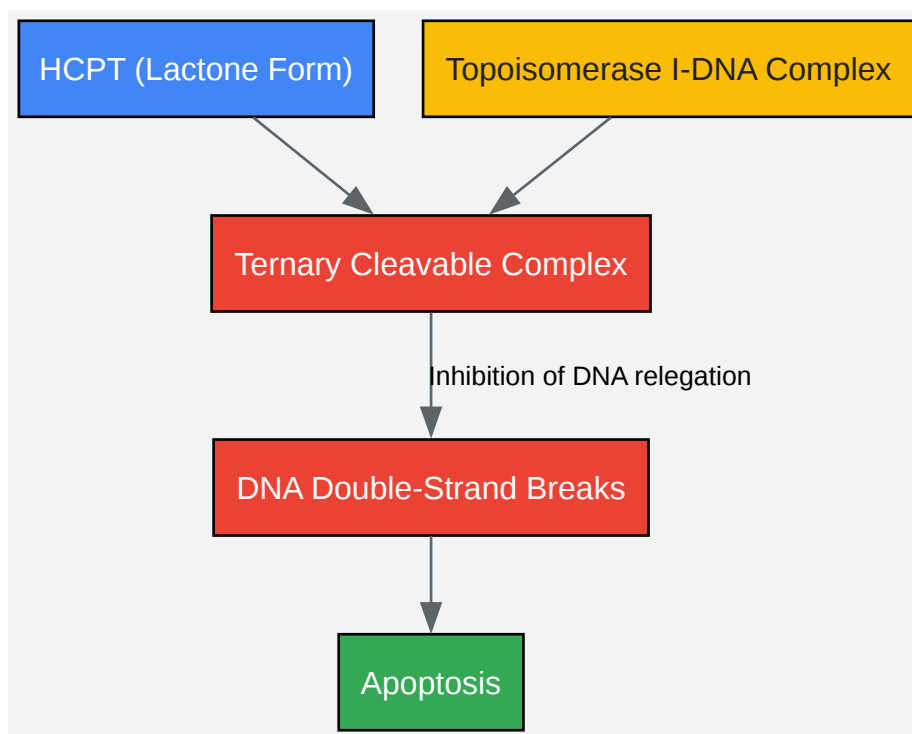 HCPT (Lactone Form)
Topoisomerase I-DNA Complex
Ternary Cleavable Complex
Inhibition of DNA relegation
DNA Double-Strand Breaks
Apoptosis